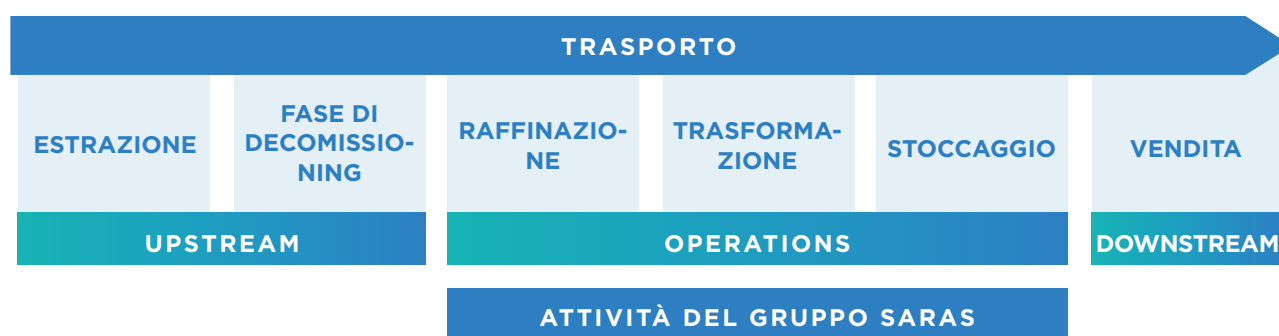 TRASPORTO
ESTRAZIONE
FASE DI
DECOMISSIO-
NING
RAFFINAZIO-
NE
TRASFORMA-
ZIONE
STOCCAGGIO
VENDITA
UPSTREAM
OPERATIONS
DOWNSTREAM
ATTIVITÀ DEL GRUPPO SARAS